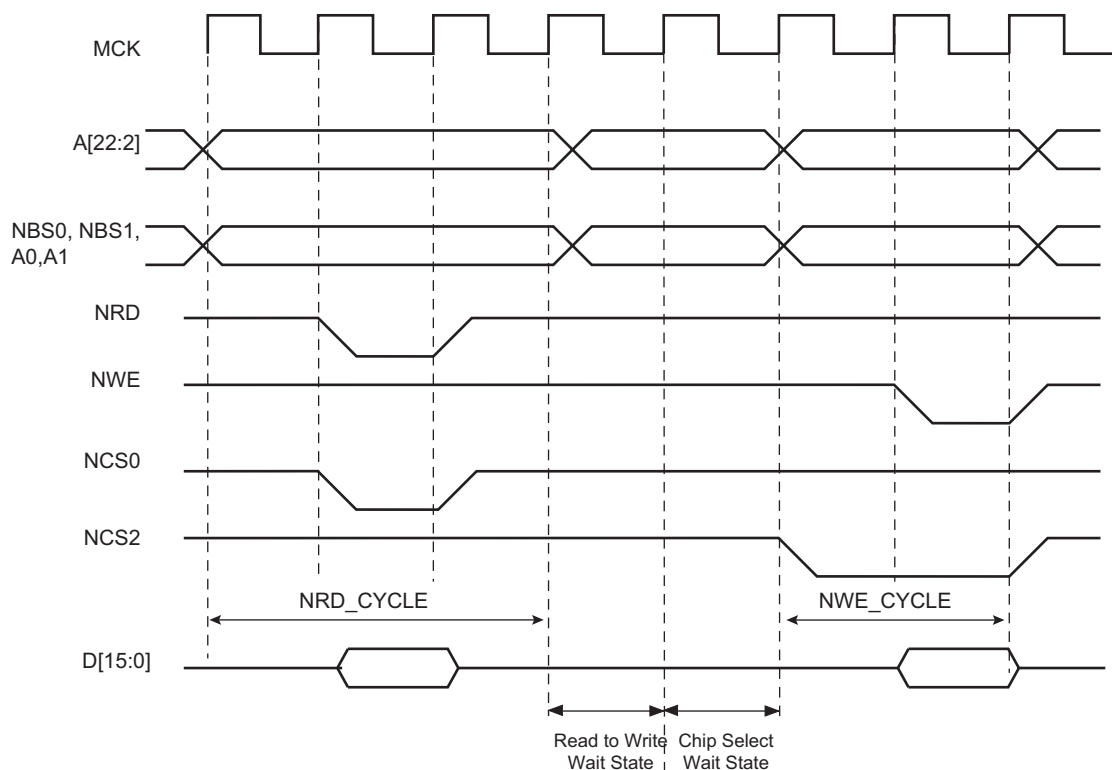 MCK
A[22:2]
NBS0, NBS1,
A0,A1
NRD
NWE
NCS0
NCS2
NRD_CYCLE
NWE_CYCLE
D[15:0]
Read to Write
Wait State
Chip Select
Wait State